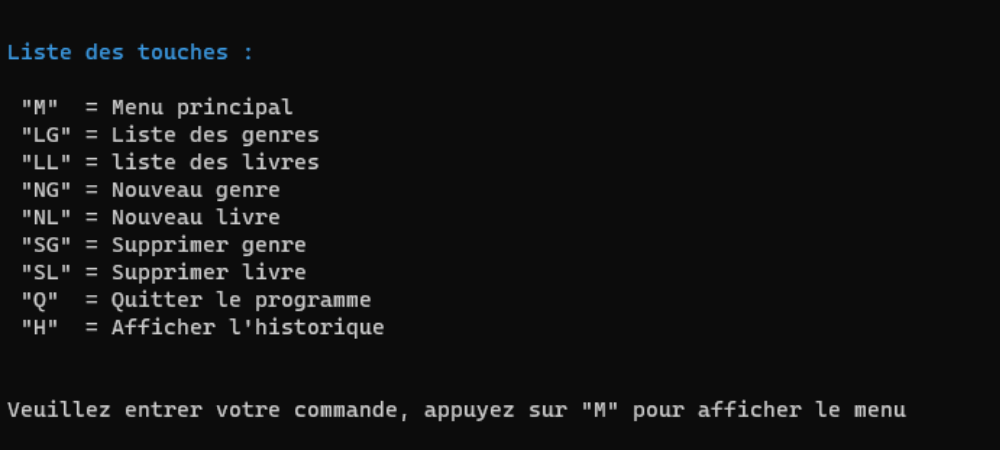 Liste des touches :
"M"  = Menu principal
"LG" = Liste des genres
"LL" = liste des livres
"NG" = Nouveau genre
"NL" = Nouveau livre
"SG" = Supprimer genre
"SL" = Supprimer livre
"Q"  = Quitter le programme
"H"  = Afficher l'historique
Veuillez entrer votre commande, appuyez sur "M" pour afficher le menu